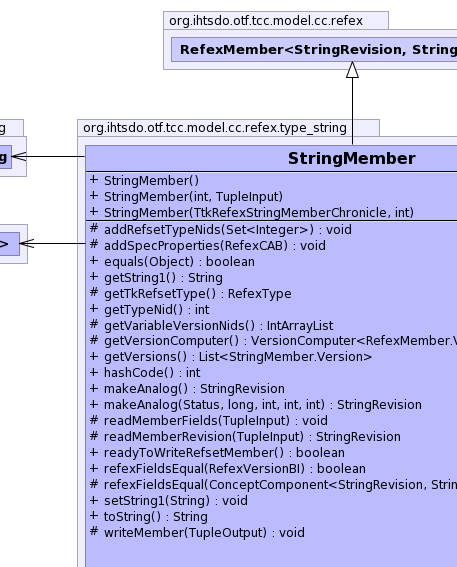 org.ihtsdo.otf.tcc.model.cc.refex
RefexMember<StringRevision, String
g
org.ihtsdo.otf.tcc.model.cc.refex.type_string
g
StringMember
+ StringMember()
+ StringMember(int, TupleInput)
+ StringMember(TtkRefexStringMemberChronicle, int)
>
# addRefsetTypeNids(Set<Integer>) : void
# addSpecProperties(RefexCAB) : void
+ equals(Object) : boolean
+ getString1() : String
# getTkRefsetType() : RefexType
+ getTypeNid() : int
# getVariableVersionNids() : IntArrayList
# getVersionComputer() : VersionComputer<RefexMember.V
+ getVersions() : List<StringMember.Version>
+ hashCode() : int
+ makeAnalog() : StringRevision
+ makeAnalog(Status, long, int, int, int) : StringRevision
# readMemberFields(TupleInput) : void
# readMemberRevision(TupleInput) : StringRevision
+ readyToWriteRefsetMember() : boolean
+ refexFieldsEqual(RefexVersionBI) : boolean
# refexFieldsEqual(ConceptComponent<StringRevision, Strin
+ setString1(String) : void
+ toString() : String
# writeMember(TupleOutput) : void